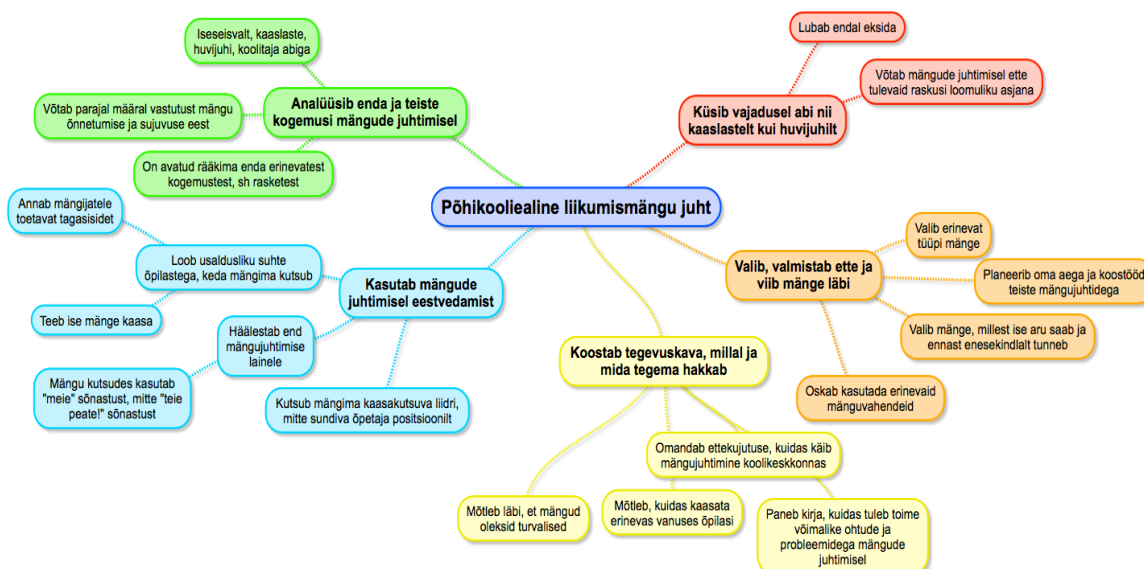 Põhikooliealine liikumismängu juht
Analüüsib enda ja teiste
kogemusi mängude juhtimisel
Iseseisvalt, kaaslaste,
huvijuhi, koolitaja abiga
Võtab parajal määral vastutust mängu
õnnetumise ja sujuvuse eest
On avatud rääkima enda erinevatest
kogemustest, sh rasketest
Küsib vajadusel abi nii
kaaslastelt kui huvijuhilt
Lubab endal eksida
Võtab mängude juhtimisel ette
tulevaid raskusi loomuliku asjana
Kasutab mängude
juhtimisel eestvedamist
Loob usaldusliku suhte
õpilastega, keda mängima kutsub
Annab mängijatele
toetavat tagasisidet
Teeb ise mänge kaasa
Häälestab end
mängujuhtimise
lainele
Mängu kutsudes kasutab
"meie" sõnastust, mitte "teie
peate!" sõnastust
Kutsub mängima kaasakutsuva liidri,
mitte sundiva õpetaja positsioonilt
Valib, valmistab ette ja
viib mänge läbi
Valib erinevat
tüüpi mänge
Planeerib oma aega ja koostööd
teiste mängujuhtidega
Valib mänge, millest ise aru saab ja
ennast enesekindlalt tunneb
Oskab kasutada erinevaid
mänguvahendeid
Koostab tegevuskava, millal ja
mida tegema hakkab
Omandab ettekujutuse, kuidas käib
mängujuhtimine koolikeskkonnas
Mõtleb läbi, et mängud
oleksid turvalised
Mõtleb, kuidas kaasata
erinevas vanuses õpilasi
Paneb kirja, kuidas tuleb toime
võimalike ohtude ja
probleemidega mängude
juhtimisel